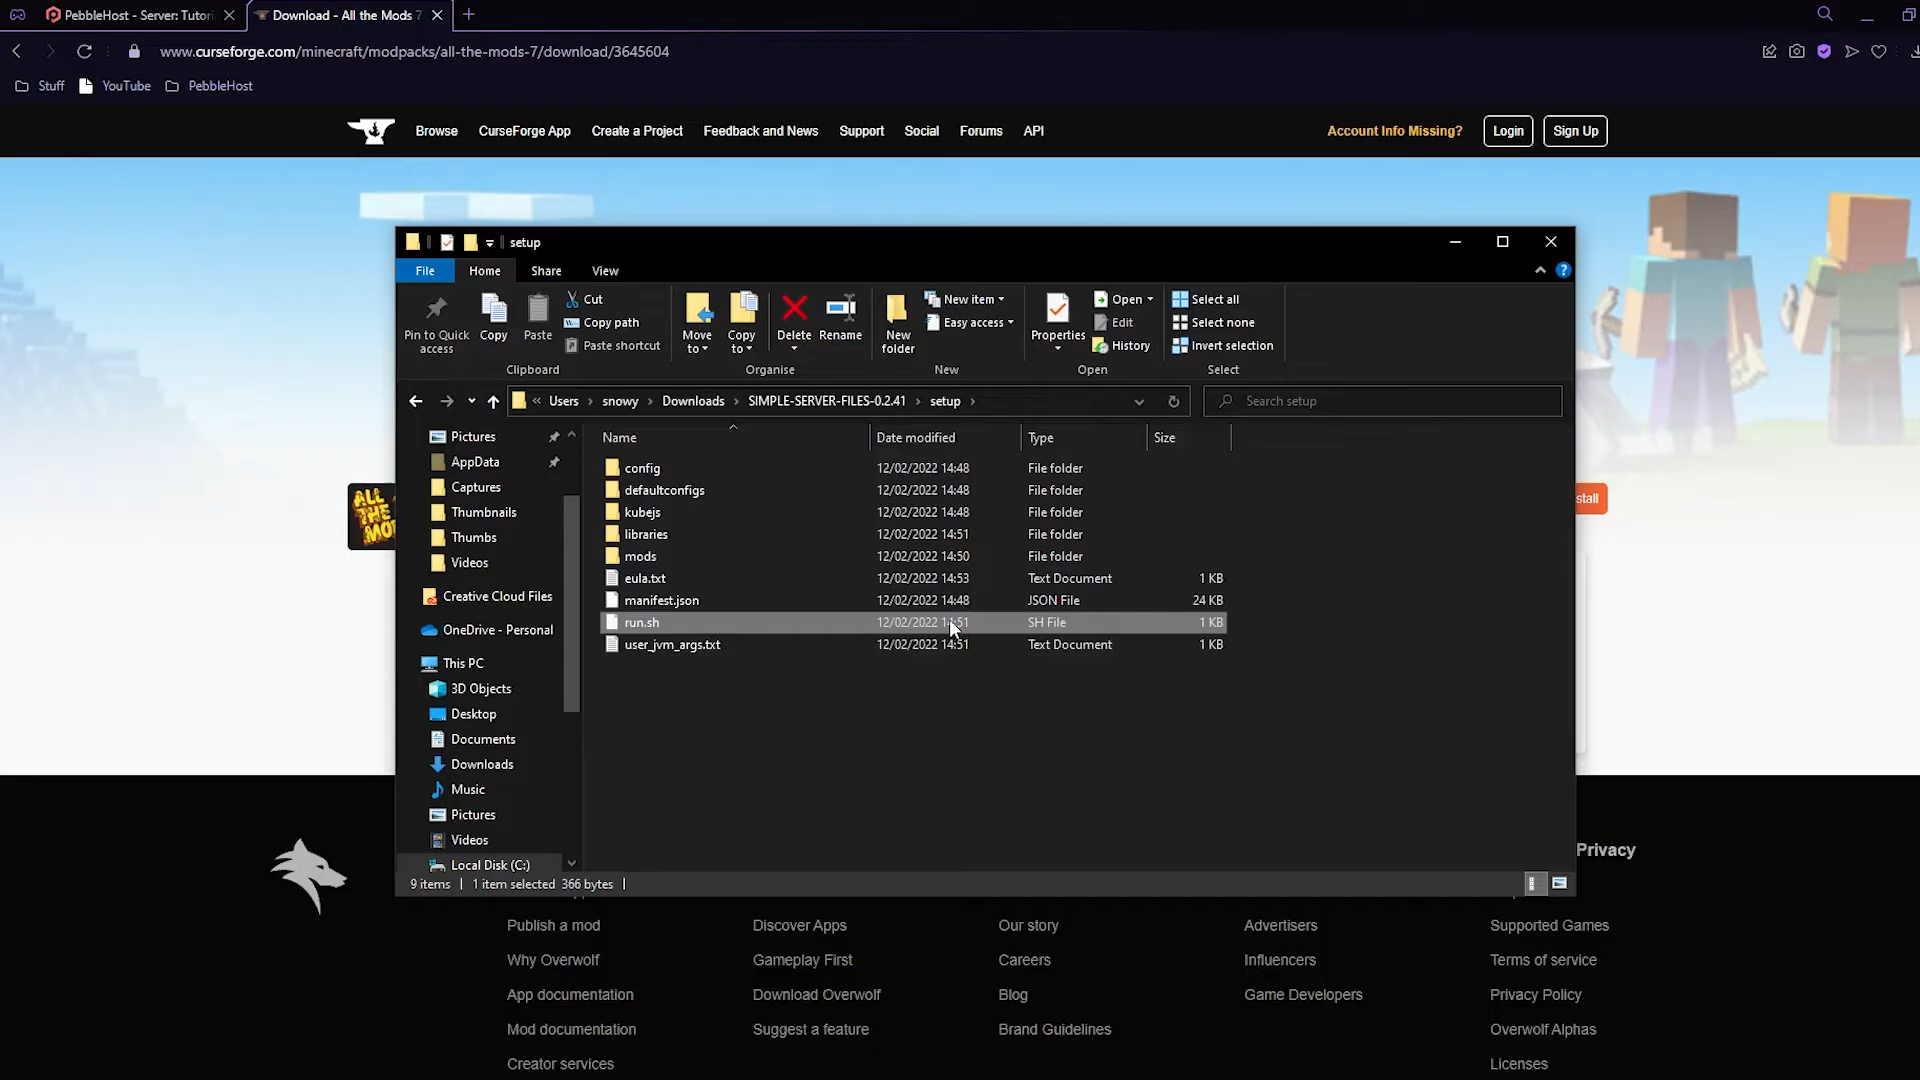 PebbleHost - Server: Tutori
Download - All the Mods 7
www.curseforge.com/minecraft/modpacks/all-the-mods-7/download/3645604
Stuff
YouTube
PebbleHost
Browse
CurseForge App
Create a Project
Feedback and News
Support
Social
Forums
API
Account Info Missing?
Login
Sign Up
setup
File
Home
Share
View
Pin to Quick
access
Copy
Paste
Cut
Copy path
Paste shortcut
Clipboard
Move
to
Copy
to
Delete
Rename
Organise
New
folder
New item
Easy access
New
Properties
Open
Edit
History
Open
Select all
Select none
Invert selection
Select
« Users > snowy > Downloads > SIMPLE-SERVER-FILES-0.2.41 > setup >
Search setup
Pictures
AppData
Captures
Thumbnails
Thumbs
Videos
Creative Cloud Files
OneDrive - Personal
This PC
3D Objects
Desktop
Documents
Downloads
Music
Pictures
Videos
Local Disk (C:)
Name Date modified Type Size
config 12/02/2022 14:48 File folder
defaultconfigs 12/02/2022 14:48 File folder
kubejs 12/02/2022 14:48 File folder
libraries 12/02/2022 14:51 File folder
mods 12/02/2022 14:50 File folder
eula.txt 12/02/2022 14:53 Text Document 1 KB
manifest.json 12/02/2022 14:48 JSON File 24 KB
run.sh 12/02/2022 14:51 SH File 1 KB
user_jvm_args.txt 12/02/2022 14:51 Text Document 1 KB
9 items
1 item selected 366 bytes
ALL
THE
MO
stall
Privacy
Publish a mod
Why Overwolf
App documentation
Mod documentation
Creator services
Discover Apps
Gameplay First
Download Overwolf
Suggest a feature
Our story
Careers
Blog
Brand Guidelines
Advertisers
Influencers
Game Developers
Supported Games
Terms of service
Privacy Policy
Overwolf Alphas
Licenses